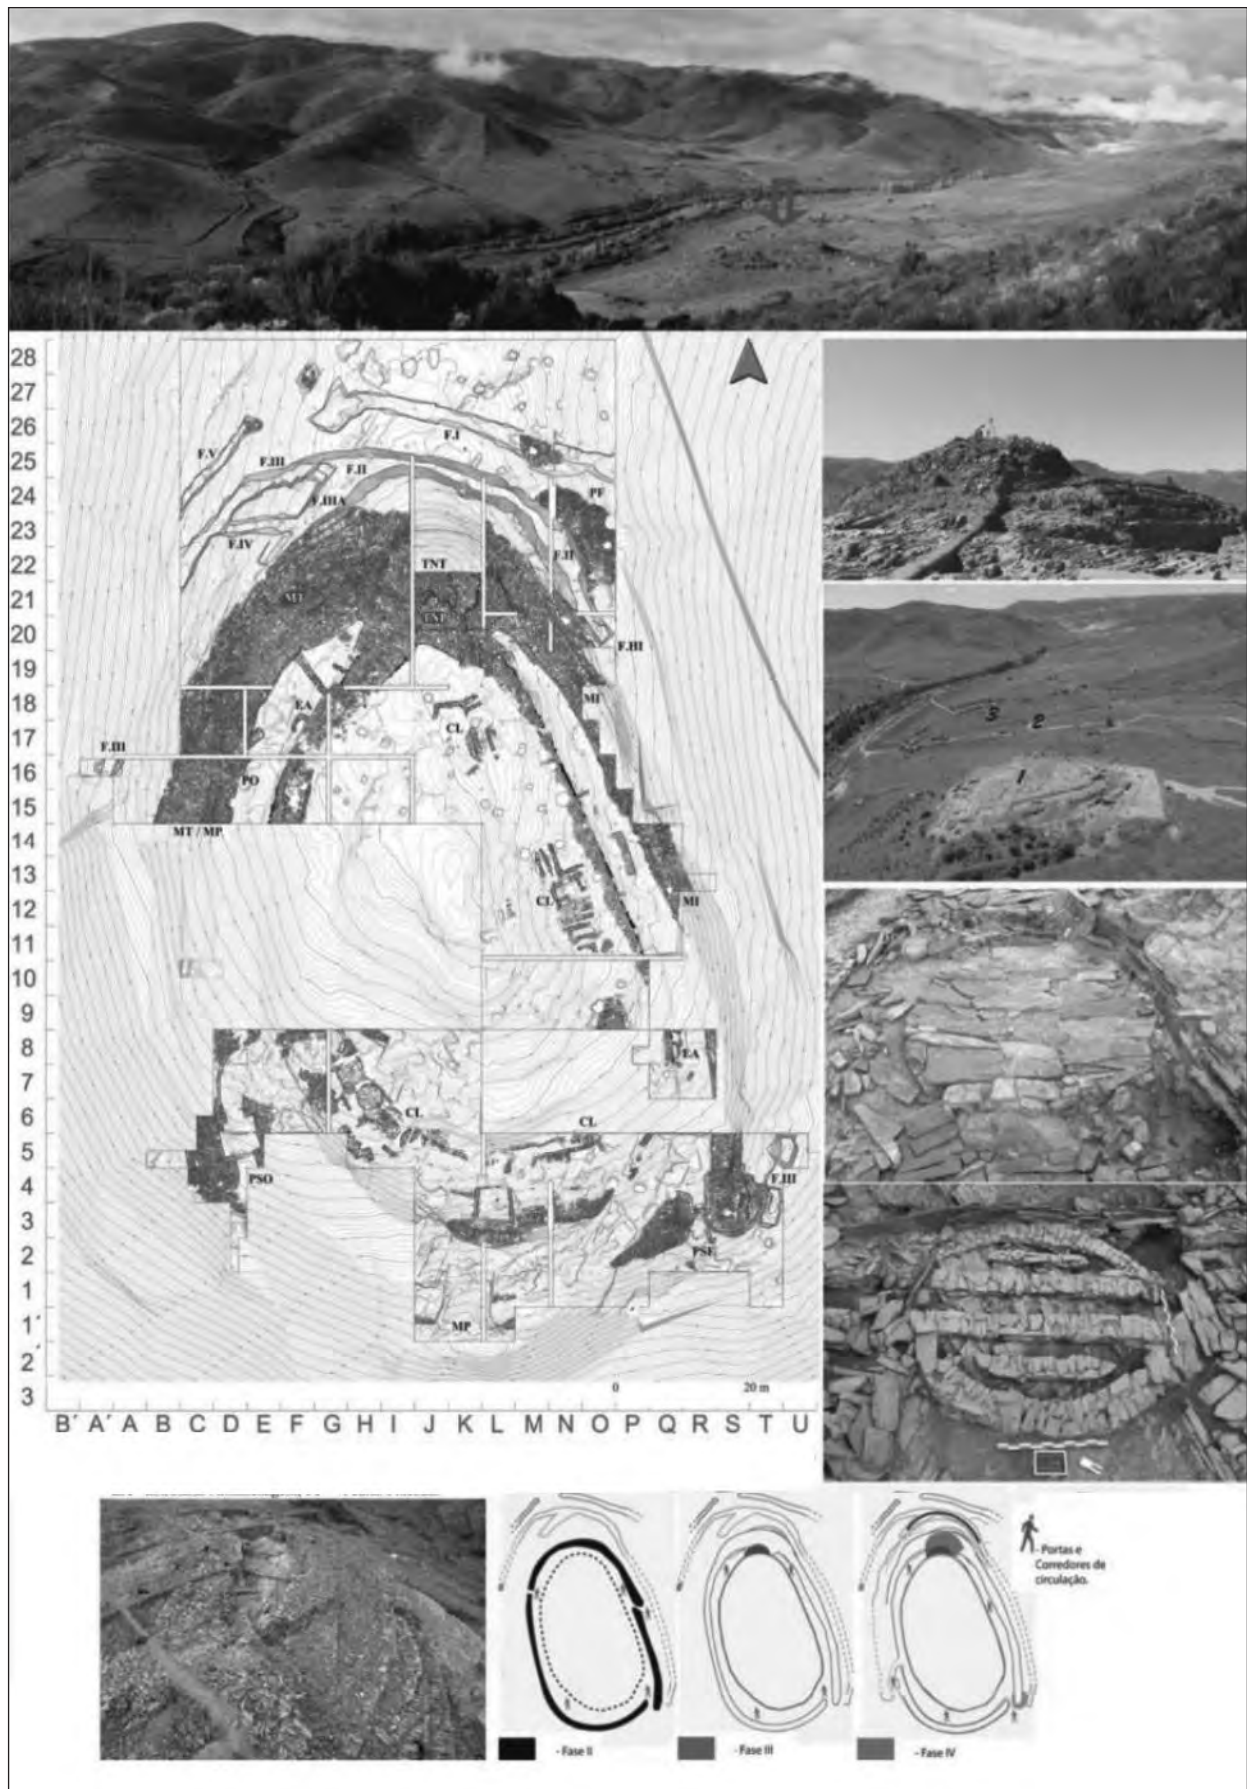 28
27
26
F.I
F.V
25
F.III
F.II
24
F.IIIA
PF
23
F.IV
F.II
22
TNT
21
MT
20
F.III
19
18
EA
MI
CL
17
F.III
16
PO
15
MT / MP
14
13
CL
12
MI
11
10
9
8
EA
7
CL
6
CL
5
PSO
F.III
4
3
PSE
2
1
1'
MP
2'
3
0 20 m
B' A' A B C D E F G H I J K L M N O P Q R S T U
3 2
1
- Portas e
Corredores de
circulação.
- Fase II
- Fase III
- Fase IV